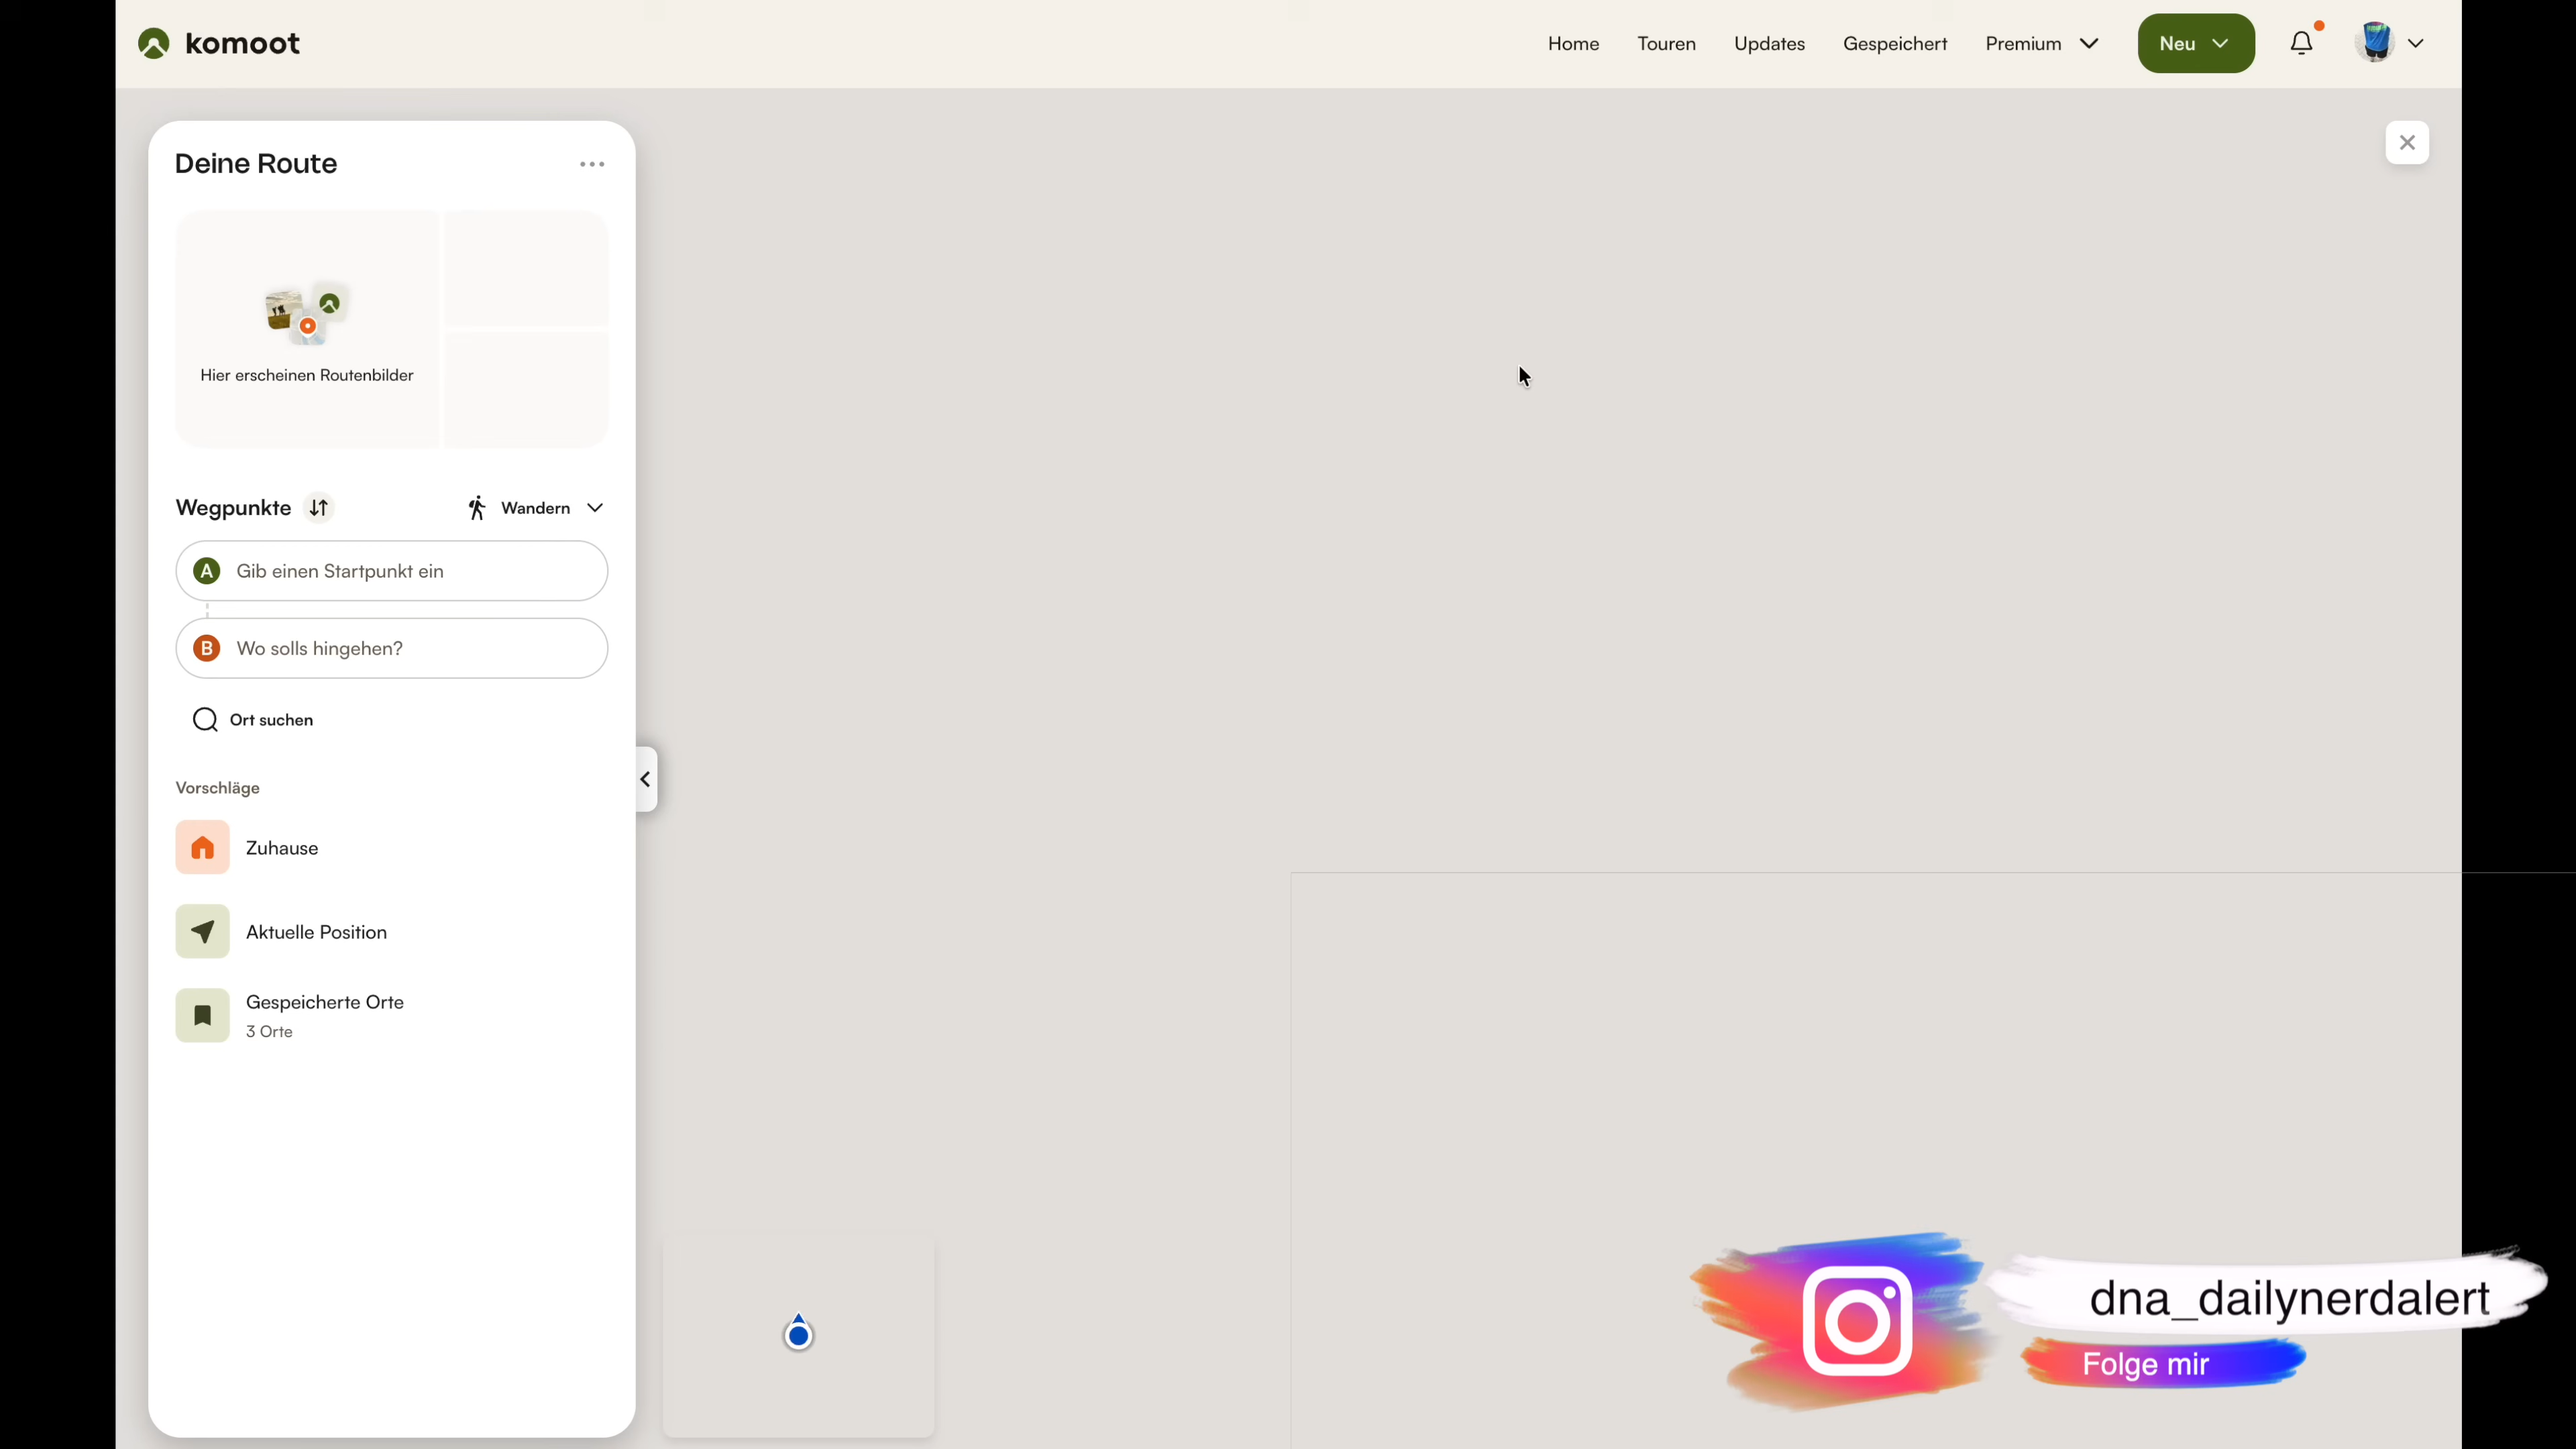 komoot
Home
Touren
Updates
Gespeichert
Premium
Neu
Deine Route
Hier erscheinen Routenbilder
Wegpunkte
Wandern
A
Gib einen Startpunkt ein
B
Wo solls hingehen?
Ort suchen
Vorschläge
Zuhause
Aktuelle Position
Gespeicherte Orte
3 Orte
dna_dailynerdalert
Folge mir